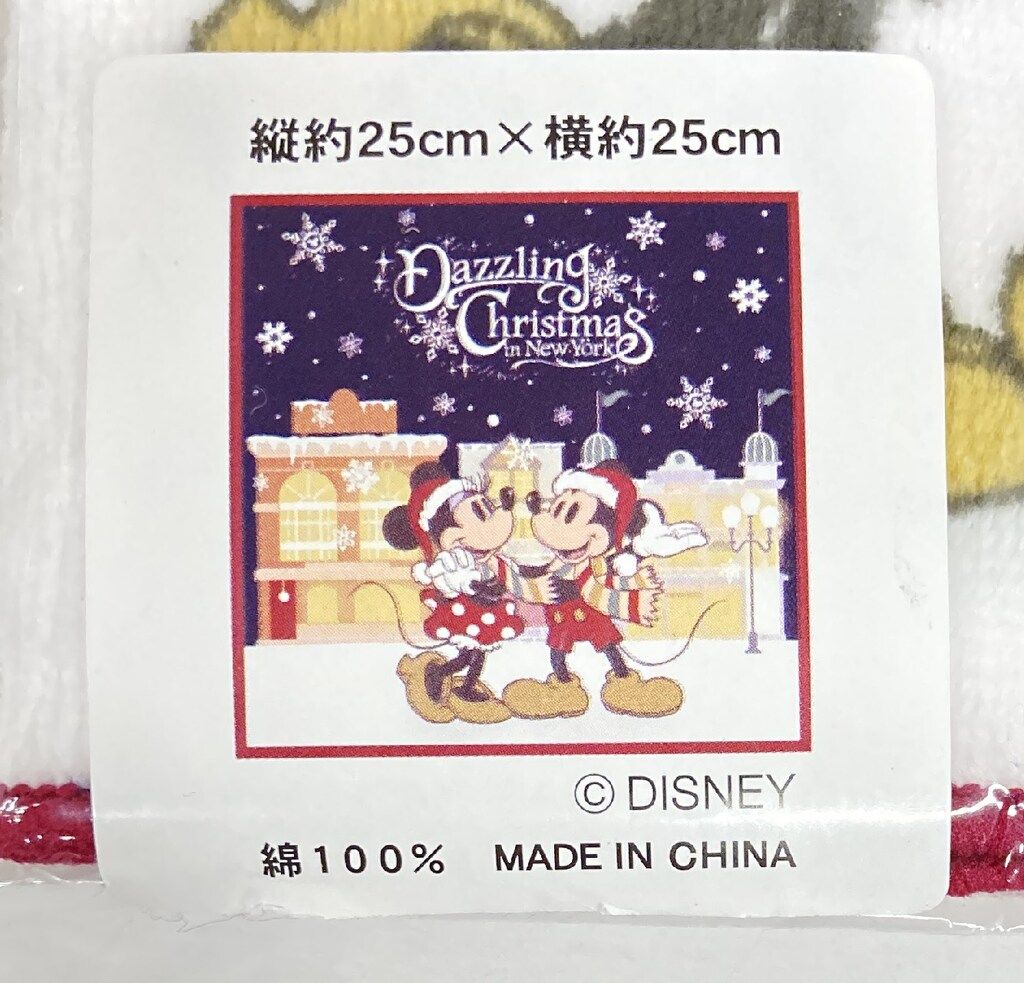 縦約25cm×横約25cm
Dazzling
Christmas
in New York
© DISNEY
綿100% MADE IN CHINA